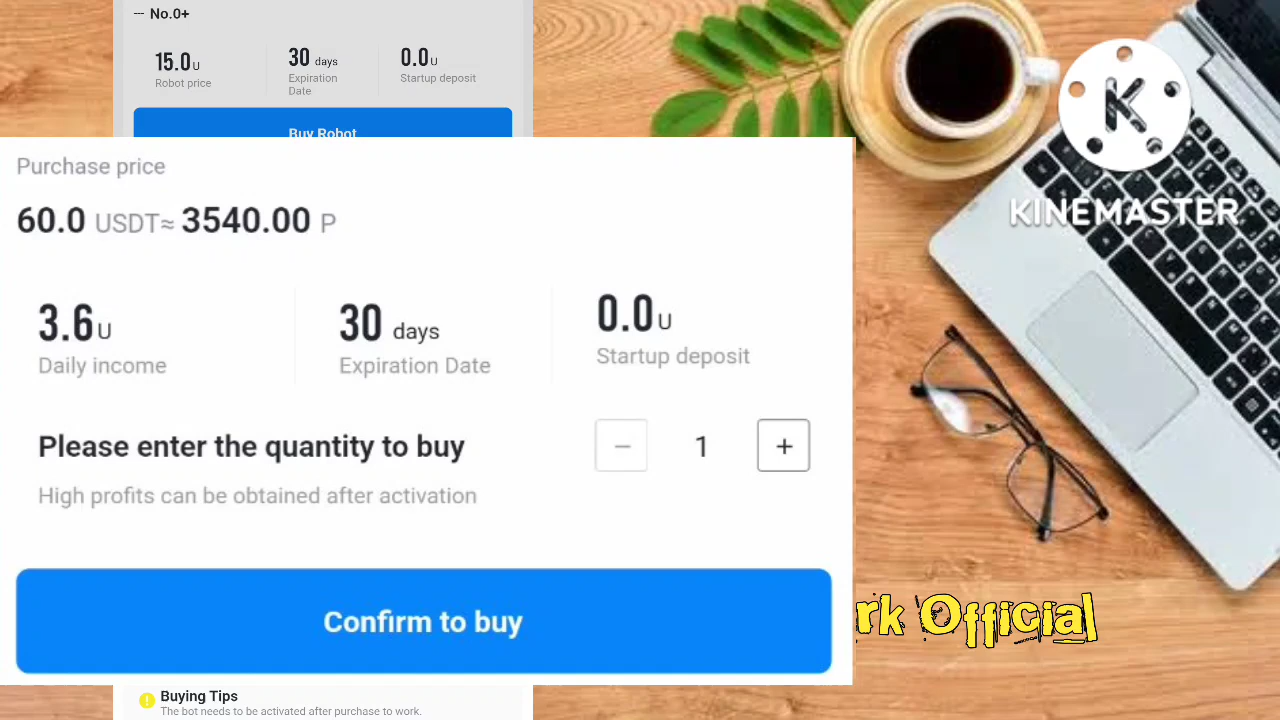 No.0+
15.0U
30 days
0.0U
Robot price
Expiration
Date
Startup deposit
Buy Robot
Purchase price
60.0 USDT≈ 3540.00 P
3.6U
30 days
0.0U
Daily income
Expiration Date
Startup deposit
Please enter the quantity to buy
− 1 +
High profits can be obtained after activation
Confirm to buy
Buying Tips
The bot needs to be activated after purchase to work.
K
KINEMASTER
rk Official